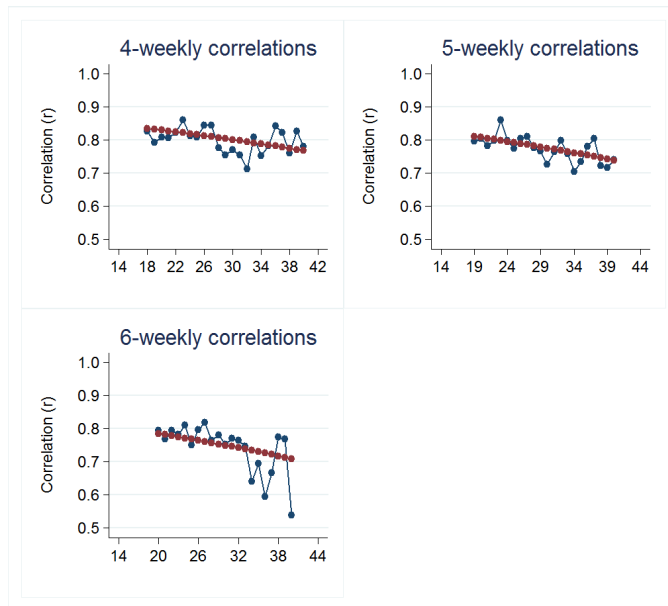 4-weekly correlations
Correlation (r)
1.0
0.9
0.8
0.7
0.6
0.5
14 18 22 26 30 34 38 42
5-weekly correlations
Correlation (r)
1.0
0.9
0.8
0.7
0.6
0.5
14 19 24 29 34 39 44
6-weekly correlations
Correlation (r)
1.0
0.9
0.8
0.7
0.6
0.5
14 20 26 32 38 44